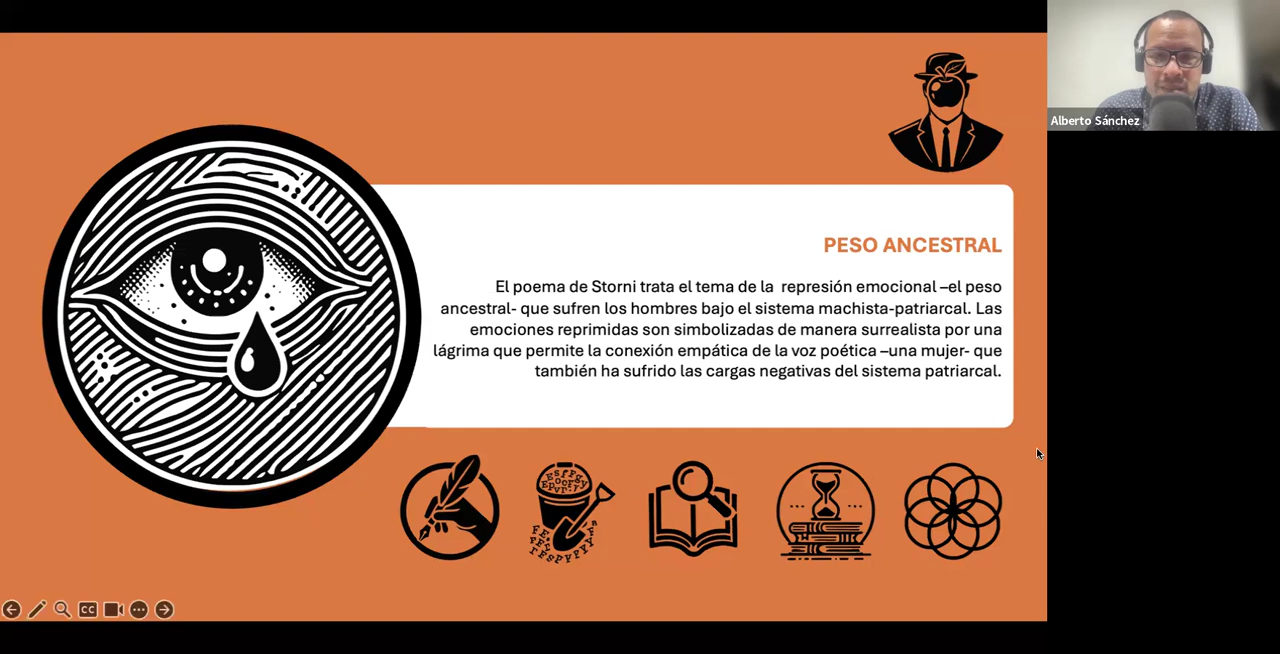 Alberto Sánchez
PESO ANCESTRAL
El poema de Storni trata el tema de la represión emocional –el peso
ancestral- que sufren los hombres bajo el sistema machista-patriarcal. Las
emociones reprimidas son simbolizadas de manera surrealista por una
lágrima que permite la conexión empática de la voz poética –una mujer- que
también ha sufrido las cargas negativas del sistema patriarcal.
CC